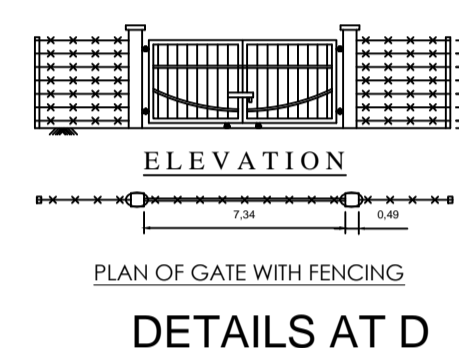 ELEVATION
7,34 0,49
PLAN OF GATE WITH FENCING
DETAILS AT D